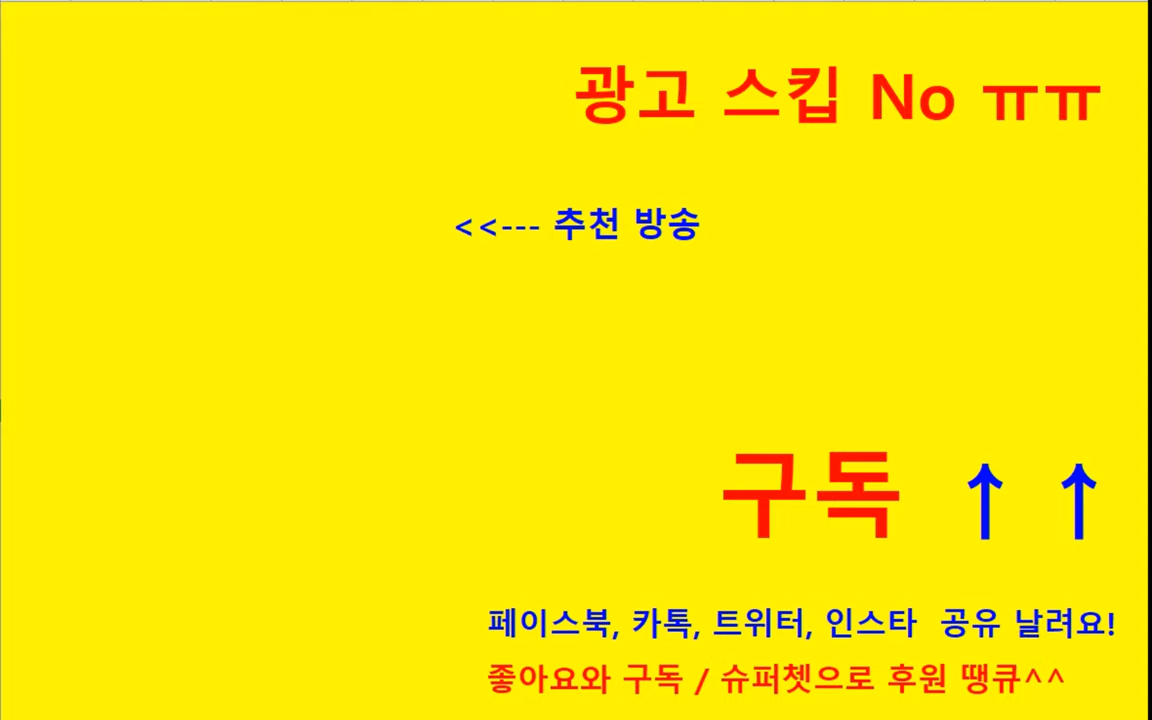 광고 스킵 No ㅠㅠ
<<--- 추천 방송
구독 ↑ ↑
페이스북, 카톡, 트위터, 인스타 공유 날려요!
좋아요와 구독 / 슈퍼쳇으로 후원 땡큐^^